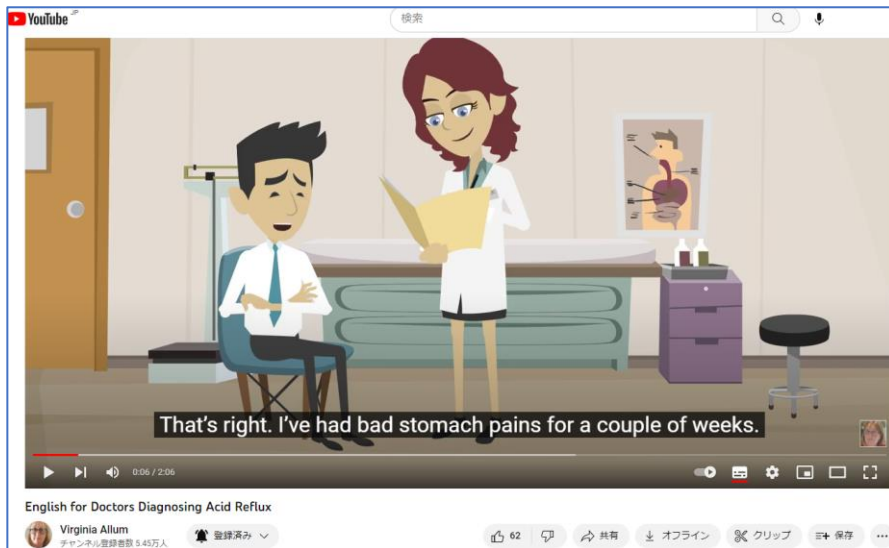 YouTube JP
検索
That's right. I've had bad stomach pains for a couple of weeks.
0:06 / 2:06
English for Doctors Diagnosing Acid Reflux
Virginia Allum
チャンネル登録者数 5.45万人
登録済み
62
共有
オフライン
クリップ
保存